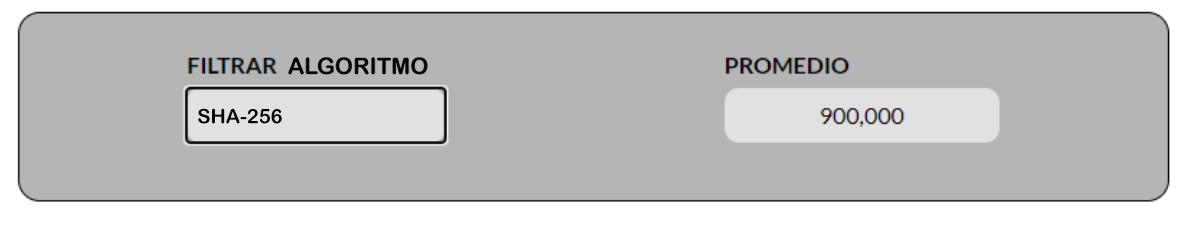 FILTRAR ALGORITMO
SHA-256
PROMEDIO
900,000